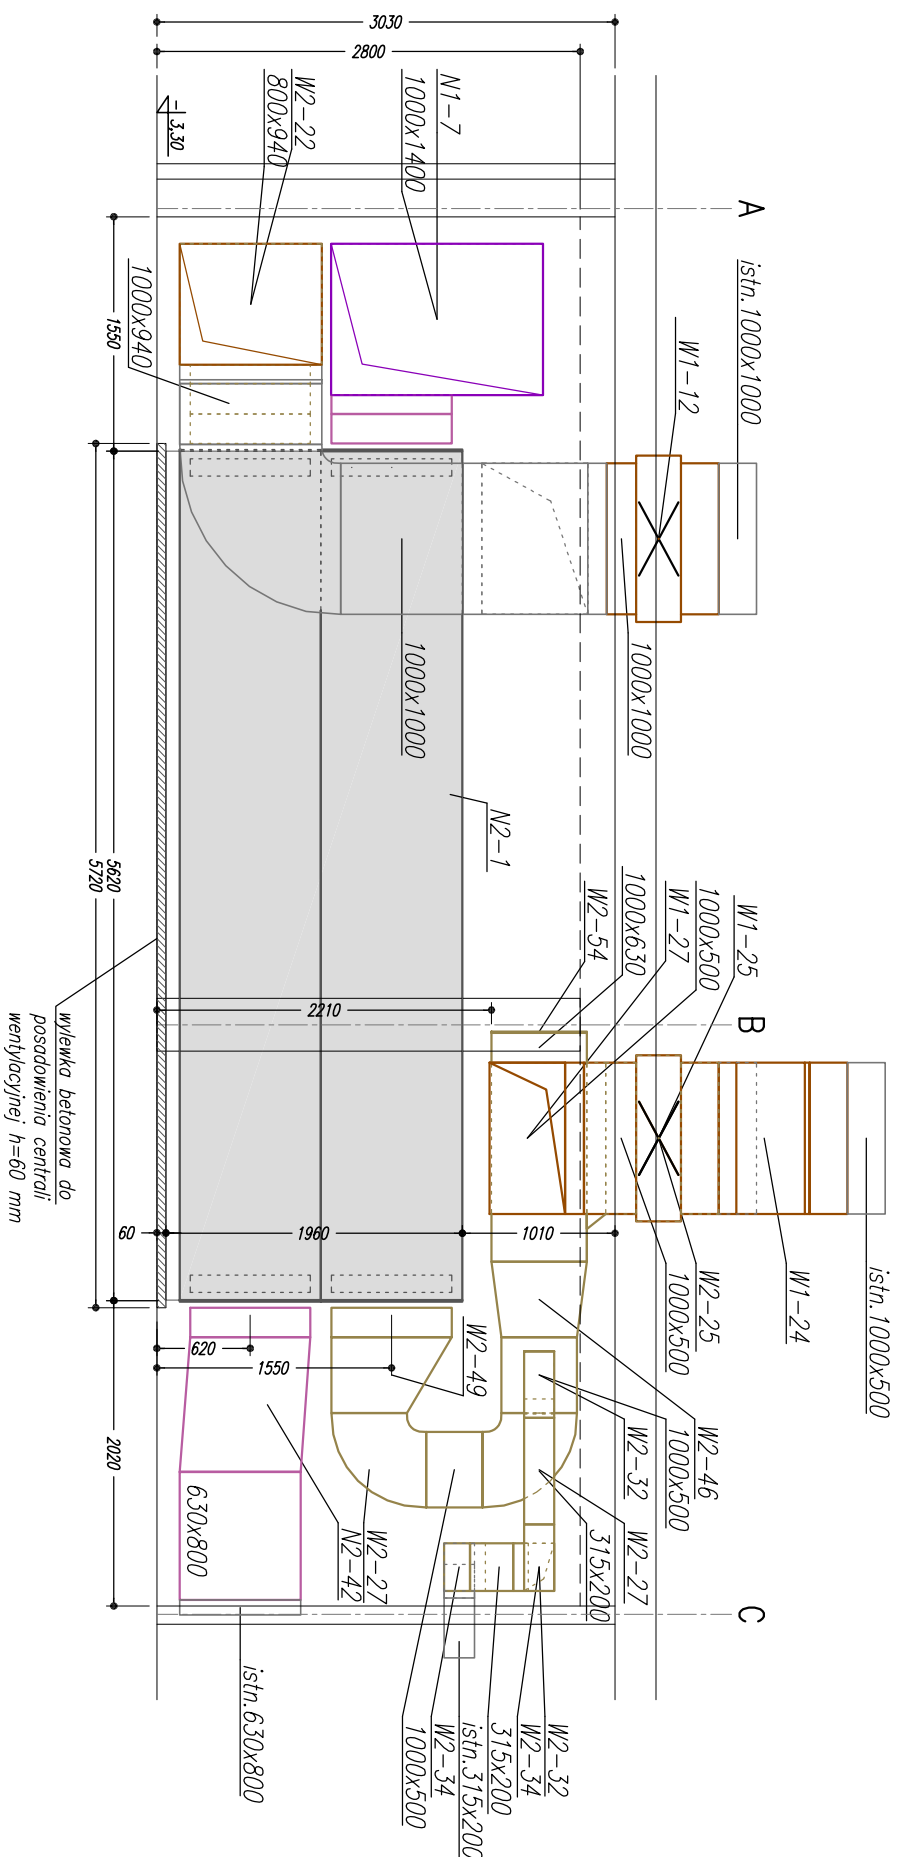 3030
2800
W2-22
800x940
N1-7
1000x1400
-3,30
A
1000x940
1550
W1-12
istn.1000x1000
1000x1000
1000x1000
N2-1
5620
5720
wylewka betonowa do
posadowienia centrali
wentylacyjnej h=60 mm
W2-54
1000x630
W1-27
1000x500
W1-25
B
2210
60
1960
1010
620
1550
W2-49
W2-25
1000x500
W1-24
istn.1000x500
W2-46
1000x500
W2-32
W2-27
315x200
2020
630x800
W2-27
N2-42
C
istn.630x800
W2-32
W2-34
315x200
istn.315x200
W2-34
1000x500